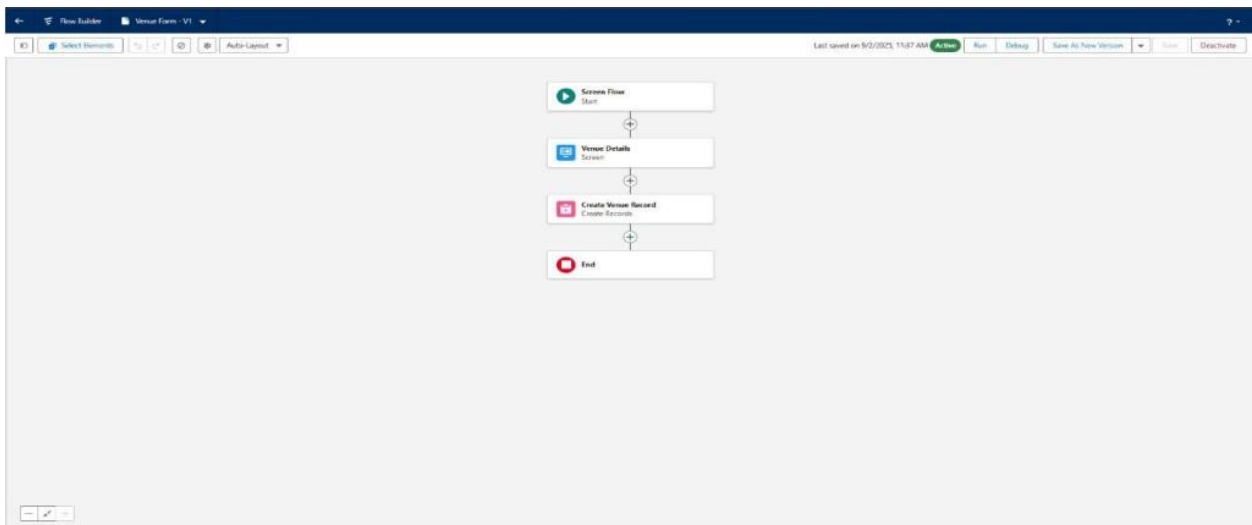 Flow Builder Venue Form - V1 ?
Select Elements Auto-Layout Last saved on 9/2/2025, 11:37 AM Active Run Debug Save As New Version Save Deactivate
Screen Flow
Start
Venue Details
Screen
Create Venue Record
Create Records
End